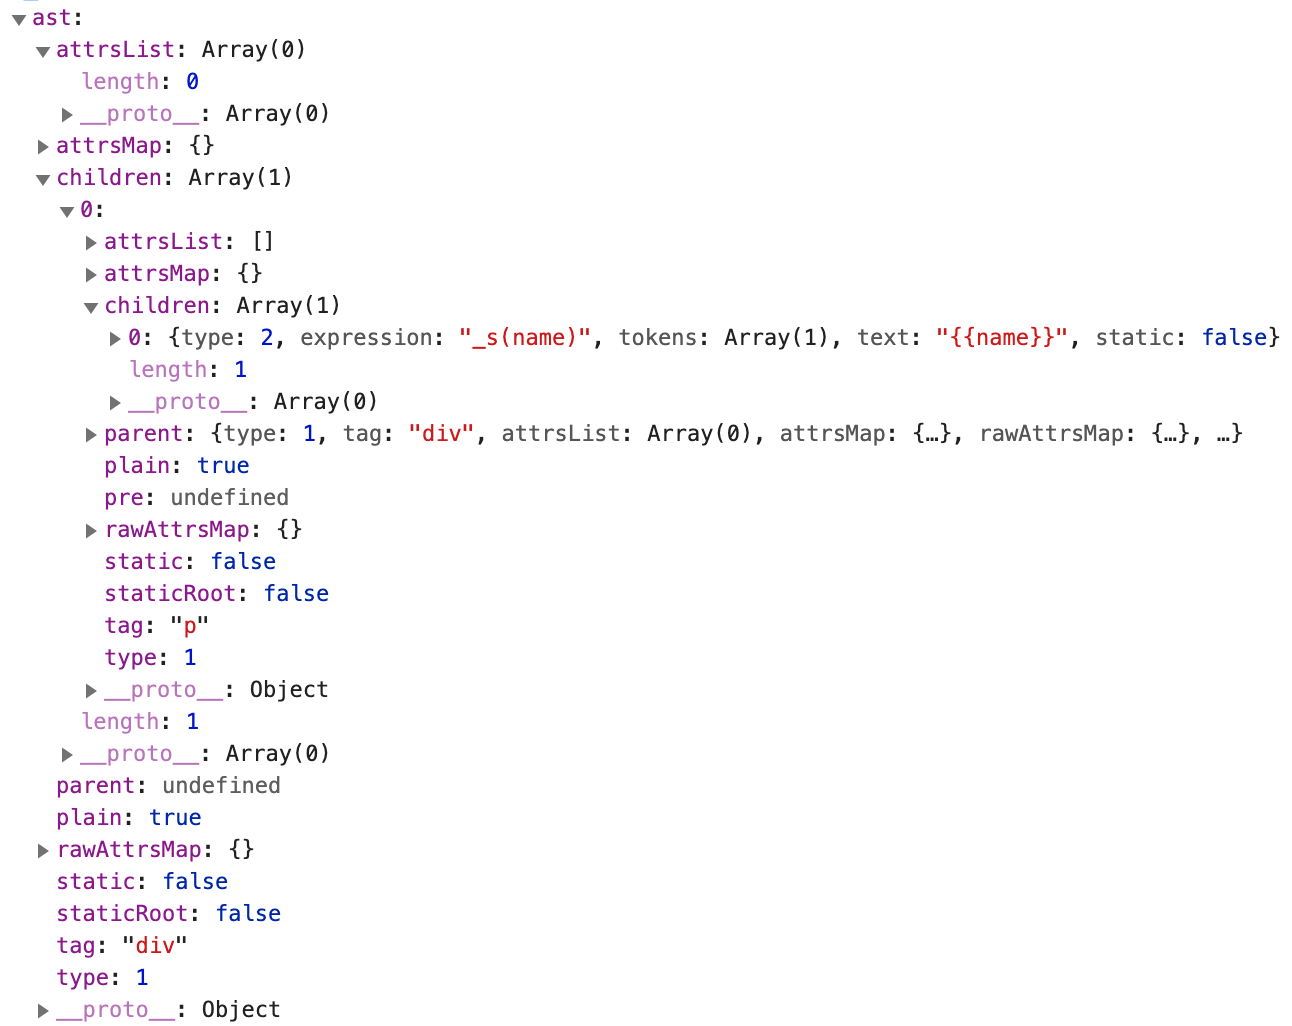 ast:
attrsList: Array(0)
length: 0
__proto__: Array(0)
attrsMap: {}
children: Array(1)
0:
attrsList: []
attrsMap: {}
children: Array(1)
0: {type: 2, expression: "_s(name)", tokens: Array(1), text: "{{name}}", static: false}
length: 1
__proto__: Array(0)
parent: {type: 1, tag: "div", attrsList: Array(0), attrsMap: {…}, rawAttrsMap: {…}, …}
plain: true
pre: undefined
rawAttrsMap: {}
static: false
staticRoot: false
tag: "p"
type: 1
__proto__: Object
length: 1
__proto__: Array(0)
parent: undefined
plain: true
rawAttrsMap: {}
static: false
staticRoot: false
tag: "div"
type: 1
__proto__: Object